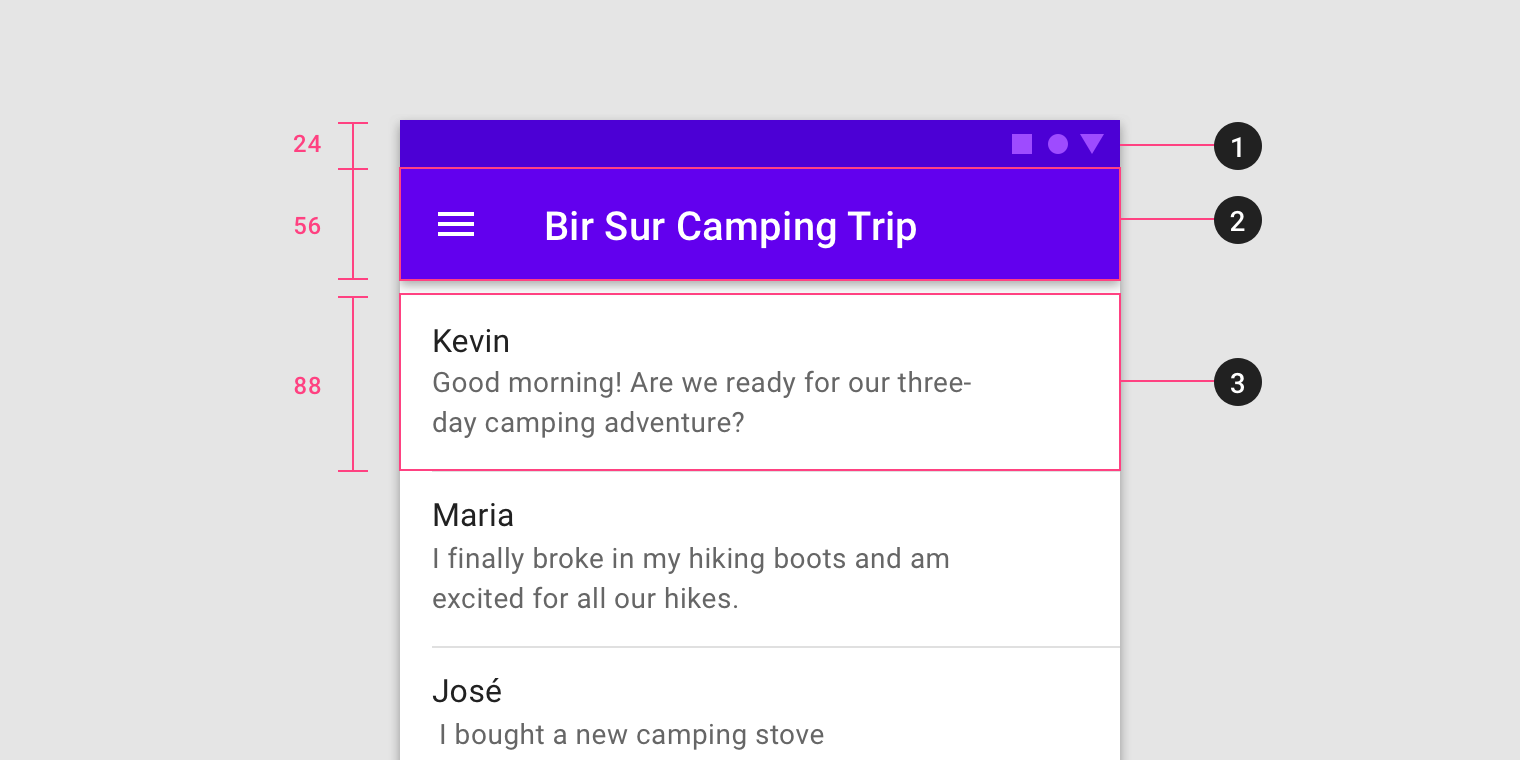 24
1
56
Bir Sur Camping Trip
2
Kevin
Good morning! Are we ready for our three-
day camping adventure?
88
3
Maria
I finally broke in my hiking boots and am
excited for all our hikes.
José
I bought a new camping stove